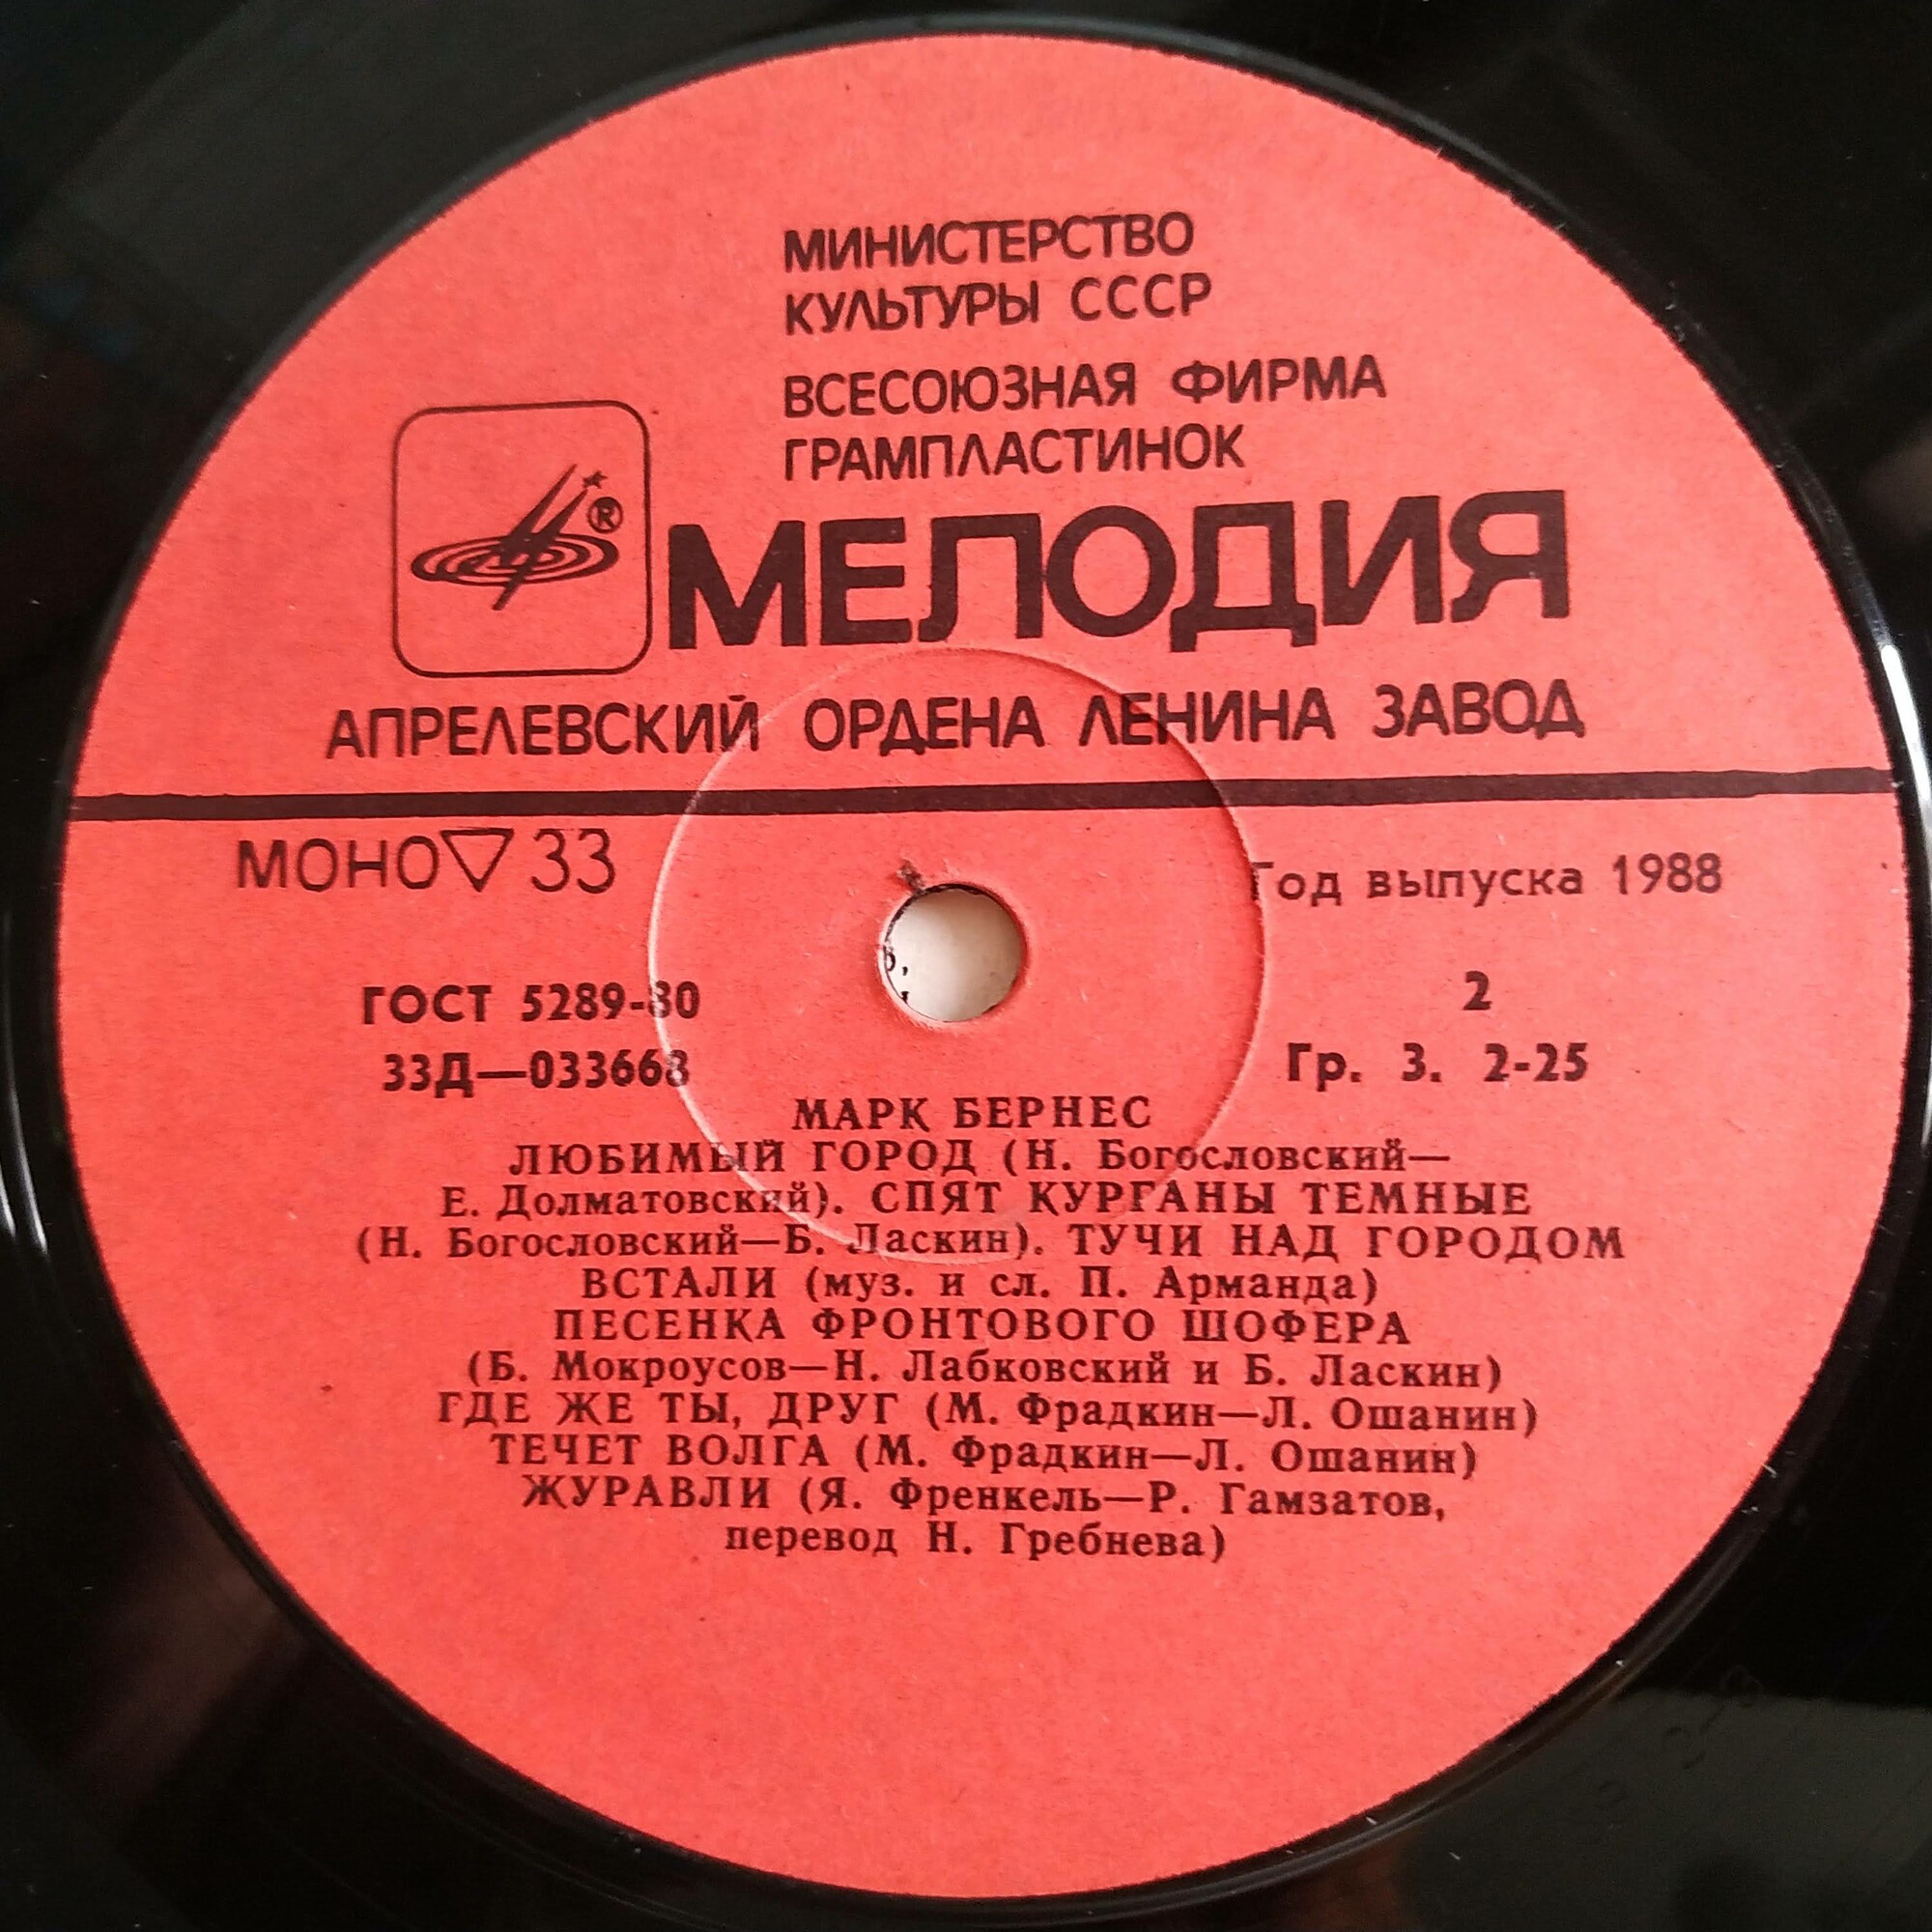 МИНИСТЕРСТВО
КУЛЬТУРЫ СССР
ВСЕСОЮЗНАЯ ФИРМА
ГРАМПЛАСТИНОК
®
МЕЛОДИЯ
АПРЕЛЕВСКИЙ ОРДЕНА ЛЕНИНА ЗАВОД
МОНО▽33
Год выпуска 1988
ГОСТ 5289-80
2
33Д—033668
Гр. 3. 2-25
МАРК БЕРНЕС
ЛЮБИМЫЙ ГОРОД (Н. Богословский—
Е. Долматовский). СПЯТ КУРГАНЫ ТЕМНЫЕ
(Н. Богословский—Б. Ласкин). ТУЧИ НАД ГОРОДОМ
ВСТАЛИ (муз. и сл. П. Арманда)
ПЕСЕНКА ФРОНТОВОГО ШОФЕРА
(Б. Мокроусов—Н. Лабковский и Б. Ласкин)
ГДЕ ЖЕ ТЫ, ДРУГ (М. Фрадкин—Л. Ошанин)
ТЕЧЕТ ВОЛГА (М. Фрадкин—Л. Ошанин)
ЖУРАВЛИ (Я. Френкель—Р. Гамзатов,
перевод Н. Гребнева)